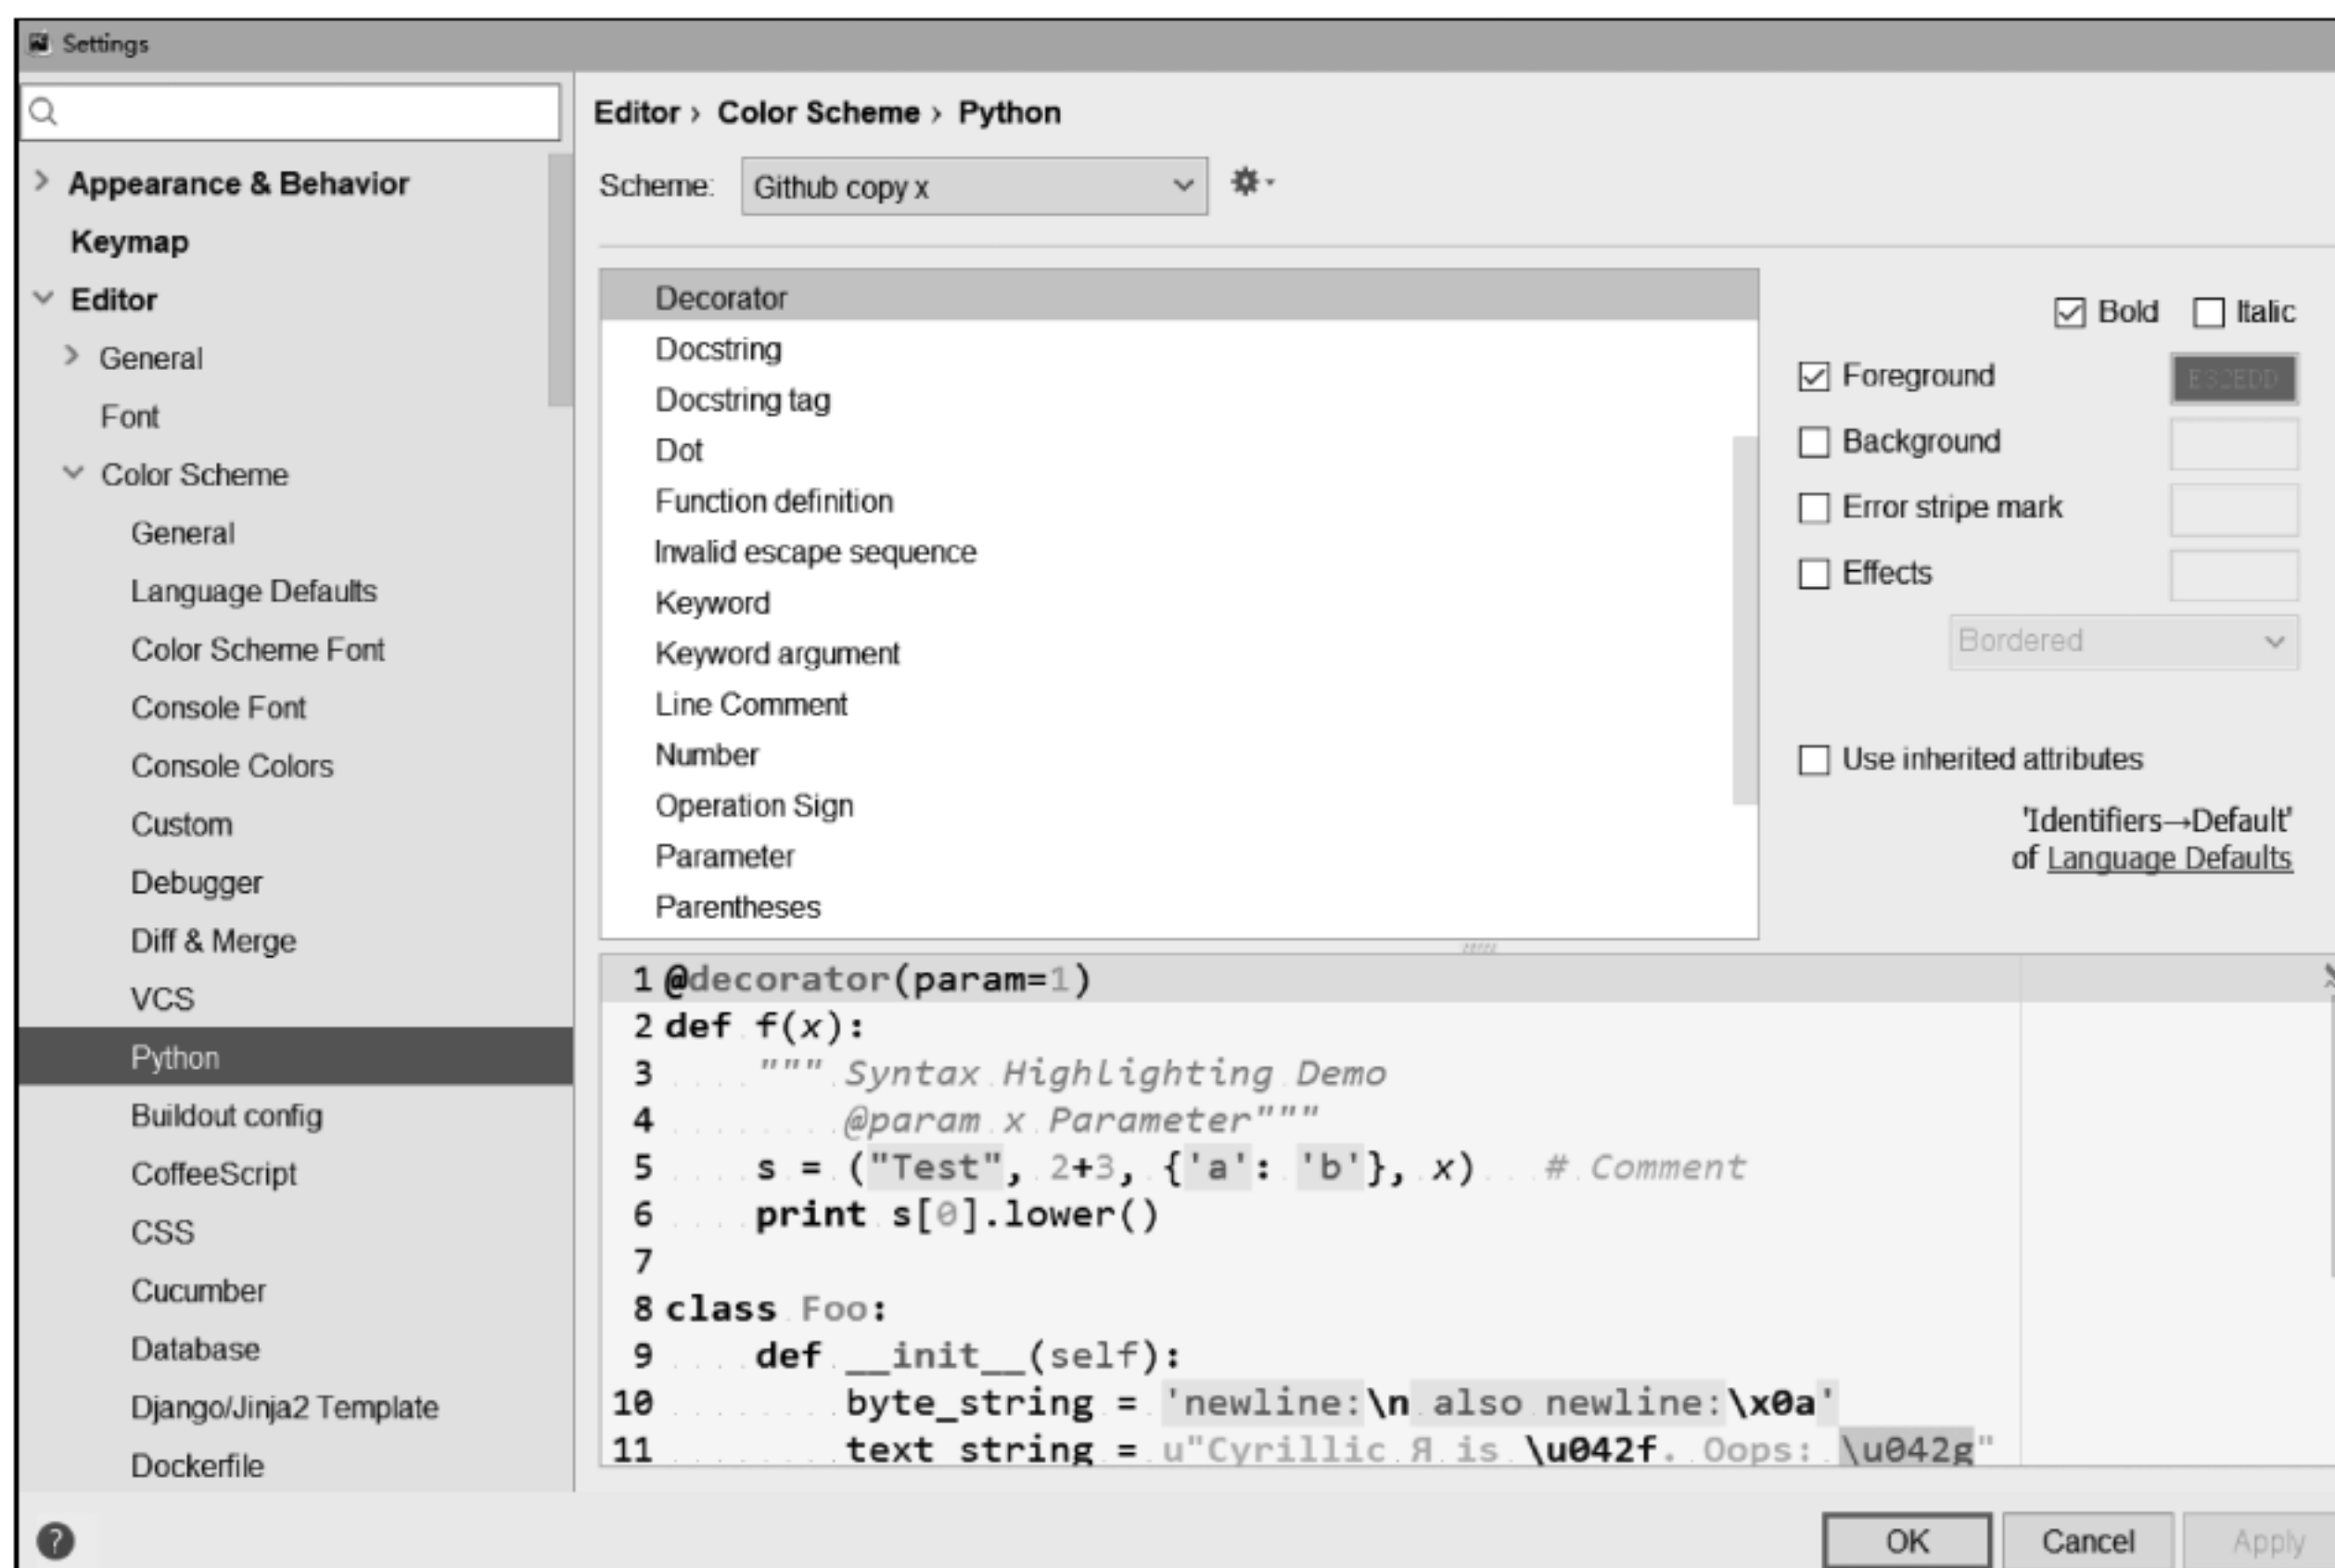 Settings
Appearance & Behavior
Keymap
Editor
General
Font
Color Scheme
General
Language Defaults
Color Scheme Font
Console Font
Console Colors
Custom
Debugger
Diff & Merge
VCS
Python
Buildout config
CoffeeScript
CSS
Cucumber
Database
Django/Jinja2 Template
Dockerfile
Editor › Color Scheme › Python
Scheme: Github copy x
Decorator
Docstring
Docstring tag
Dot
Function definition
Invalid escape sequence
Keyword
Keyword argument
Line Comment
Number
Operation Sign
Parameter
Parentheses
Bold Italic
Foreground E32EDD
Background
Error stripe mark
Effects
Bordered
Use inherited attributes
'Identifiers→Default'
of Language Defaults
1 @decorator(param=1)
2 def f(x):
3 """ Syntax Highlighting Demo
4 @param x Parameter"""
5 s = ("Test", 2+3, {'a': 'b'}, x) # Comment
6 print s[0].lower()
7
8 class Foo:
9 def __init__(self):
10 byte_string = 'newline:\n also newline:\x0a'
11 text_string = u"Cyrillic Я is \u042f. Oops: \u042g"
?
OK Cancel Apply